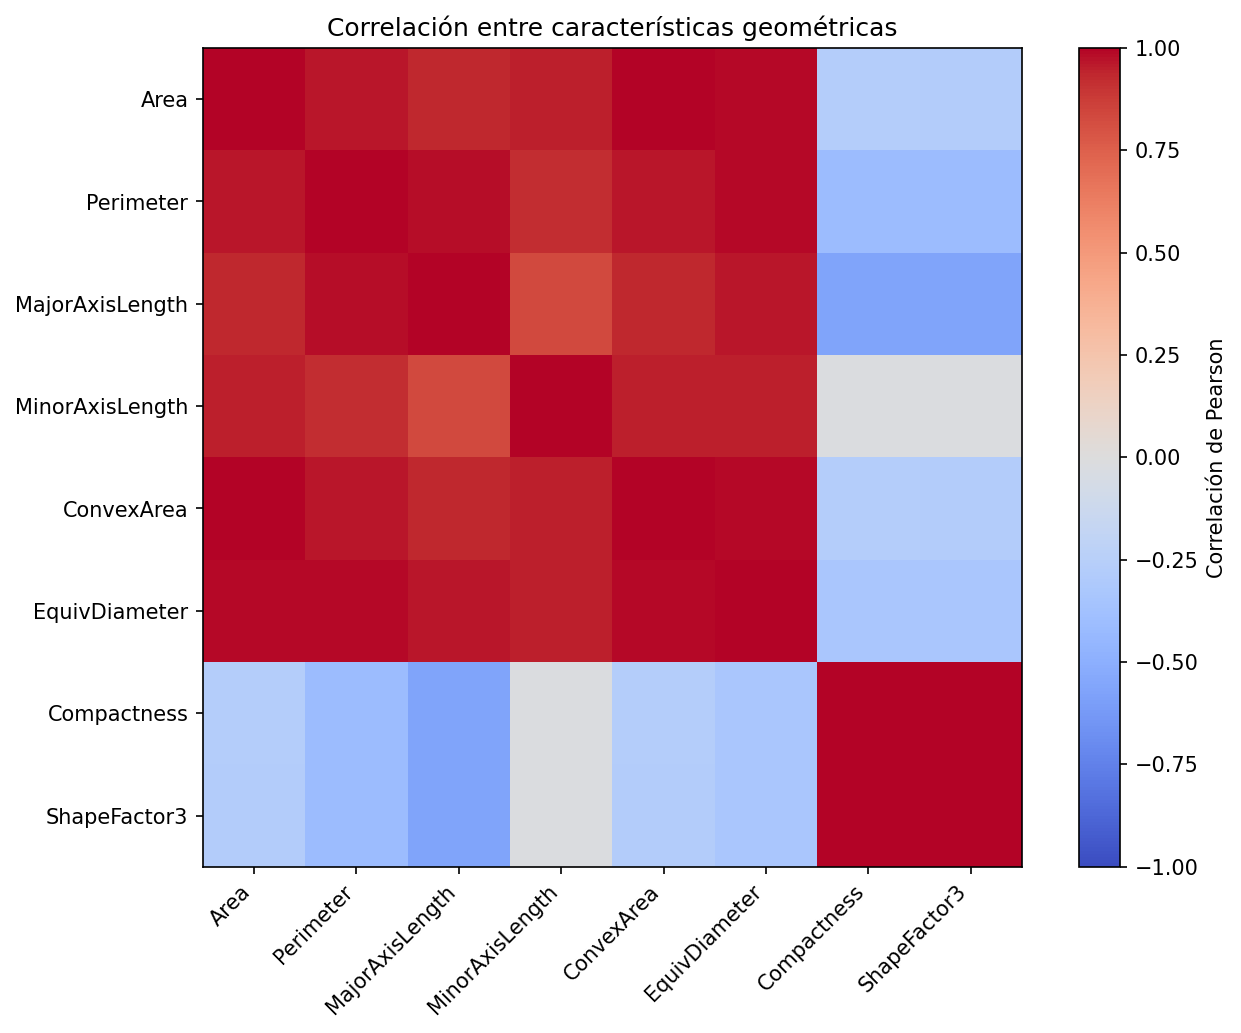 Correlación entre características geométricas
Area
Perimeter
MajorAxisLength
MinorAxisLength
ConvexArea
EquivDiameter
Compactness
ShapeFactor3
Area
Perimeter
MajorAxisLength
MinorAxisLength
ConvexArea
EquivDiameter
Compactness
ShapeFactor3
1.00
0.75
0.50
0.25
0.00
−0.25
−0.50
−0.75
−1.00
Correlación de Pearson